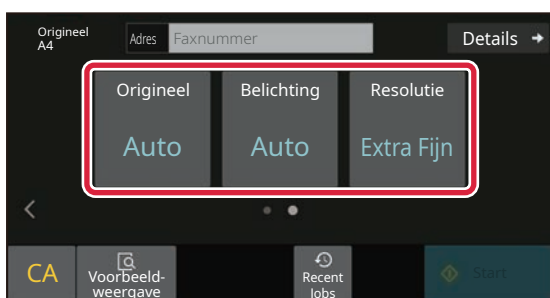 Origineel
A4
Adres Faxnummer Details
Origineel Belichting Resolutie
Auto Auto Extra Fijn
CA
Voorbeeld-
weergave
Recent
Jobs
Start